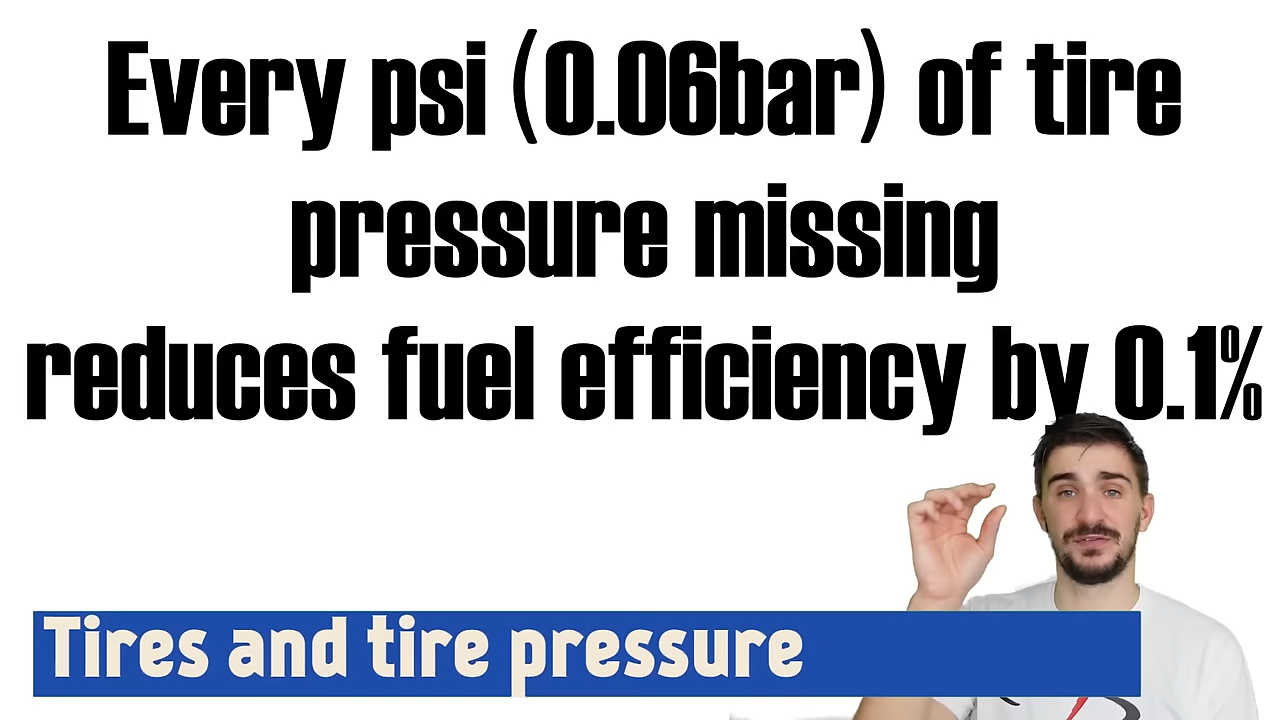 Every psi (0.06bar) of tire
pressure missing
reduces fuel efficiency by 0.1%
Tires and tire pressure